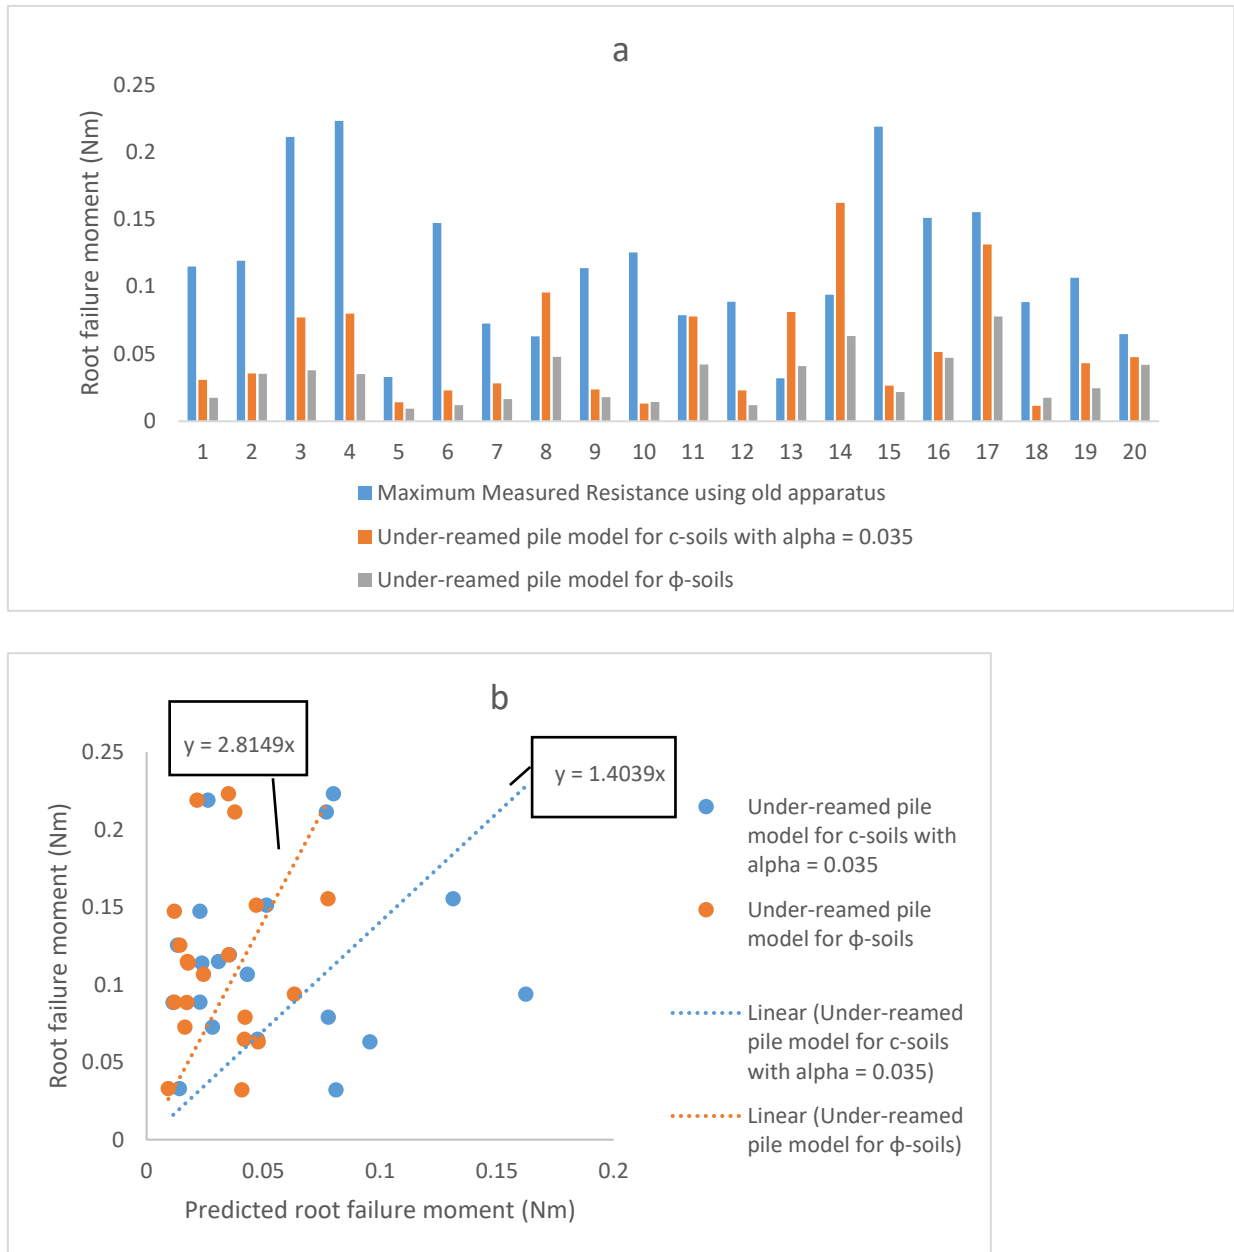 a
Root failure moment (Nm)
0.25
0.2
0.15
0.1
0.05
0
1 2 3 4 5 6 7 8 9 10 11 12 13 14 15 16 17 18 19 20
Maximum Measured Resistance using old apparatus
Under-reamed pile model for c-soils with alpha = 0.035
Under-reamed pile model for ϕ-soils
b
y = 2.8149x
y = 1.4039x
Root failure moment (Nm)
0.25
0.2
0.15
0.1
0.05
0
0 0.05 0.1 0.15 0.2
Predicted root failure moment (Nm)
Under-reamed pile
model for c-soils with
alpha = 0.035
Under-reamed pile
model for ϕ-soils
Linear (Under-reamed
pile model for c-soils
with alpha = 0.035)
Linear (Under-reamed
pile model for ϕ-soils)